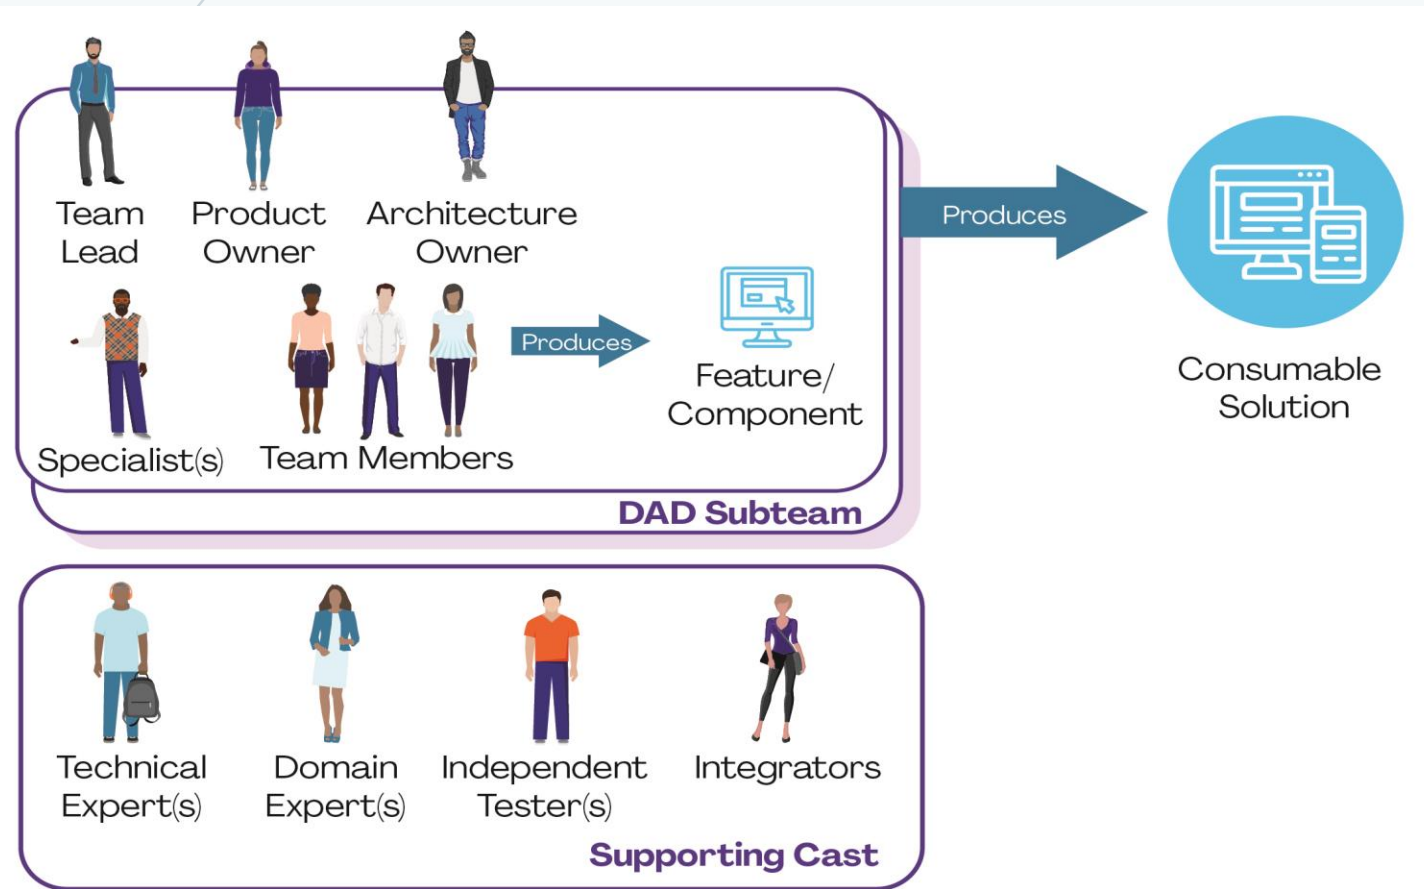 Team
Lead
Product
Owner
Architecture
Owner
Produces
Specialist(s)
Team Members
Produces
Feature/
Component
Consumable
Solution
DAD Subteam
Technical
Expert(s)
Domain
Expert(s)
Independent
Tester(s)
Integrators
Supporting Cast